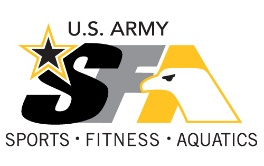 U.S. ARMY
SFA
SPORTS · FITNESS · AQUATICS